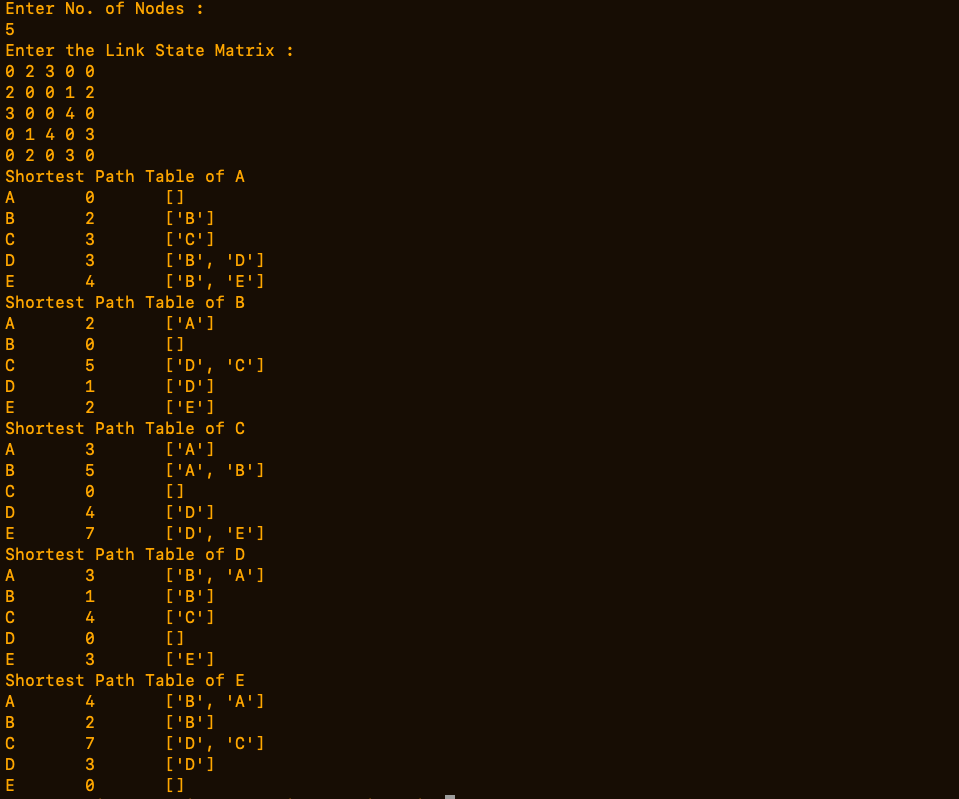 Enter No. of Nodes :
5
Enter the Link State Matrix :
0 2 3 0 0
2 0 0 1 2
3 0 0 4 0
0 1 4 0 3
0 2 0 3 0
Shortest Path Table of A
A       0       []
B       2       ['B']
C       3       ['C']
D       3       ['B', 'D']
E       4       ['B', 'E']
Shortest Path Table of B
A       2       ['A']
B       0       []
C       5       ['D', 'C']
D       1       ['D']
E       2       ['E']
Shortest Path Table of C
A       3       ['A']
B       5       ['A', 'B']
C       0       []
D       4       ['D']
E       7       ['D', 'E']
Shortest Path Table of D
A       3       ['B', 'A']
B       1       ['B']
C       4       ['C']
D       0       []
E       3       ['E']
Shortest Path Table of E
A       4       ['B', 'A']
B       2       ['B']
C       7       ['D', 'C']
D       3       ['D']
E       0       []